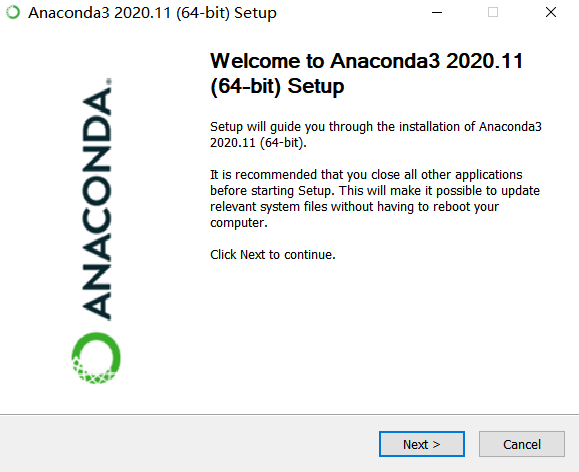 Anaconda3 2020.11 (64-bit) Setup
Welcome to Anaconda3 2020.11
(64-bit) Setup
Setup will guide you through the installation of Anaconda3
2020.11 (64-bit).
It is recommended that you close all other applications
before starting Setup. This will make it possible to update
relevant system files without having to reboot your
computer.
Click Next to continue.
ANACONDA.
Next >
Cancel